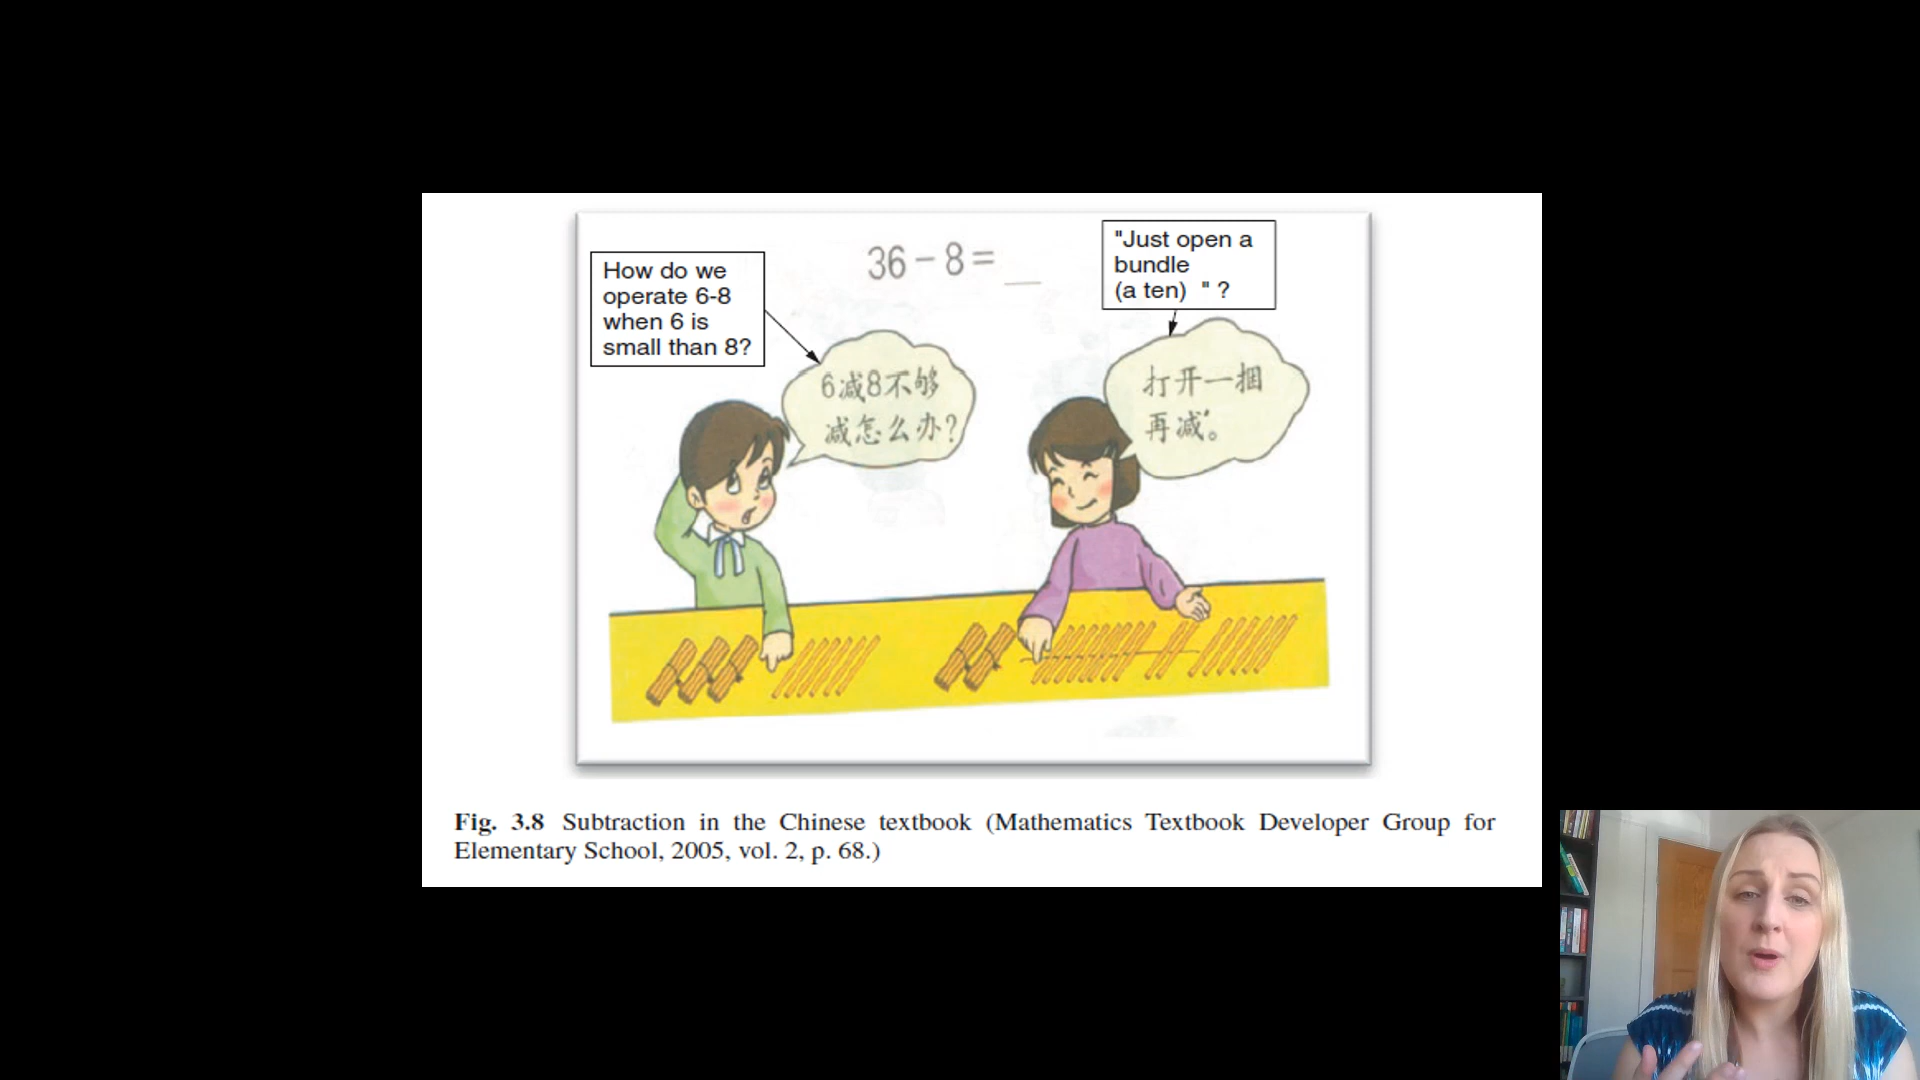 36-8=__
How do we
operate 6-8
when 6 is
small than 8?
"Just open a
bundle
(a ten) " ?
6减8不够
减怎么办?
打开一捆
再减。
Fig. 3.8 Subtraction in the Chinese textbook (Mathematics Textbook Developer Group for
Elementary School, 2005, vol. 2, p. 68.)